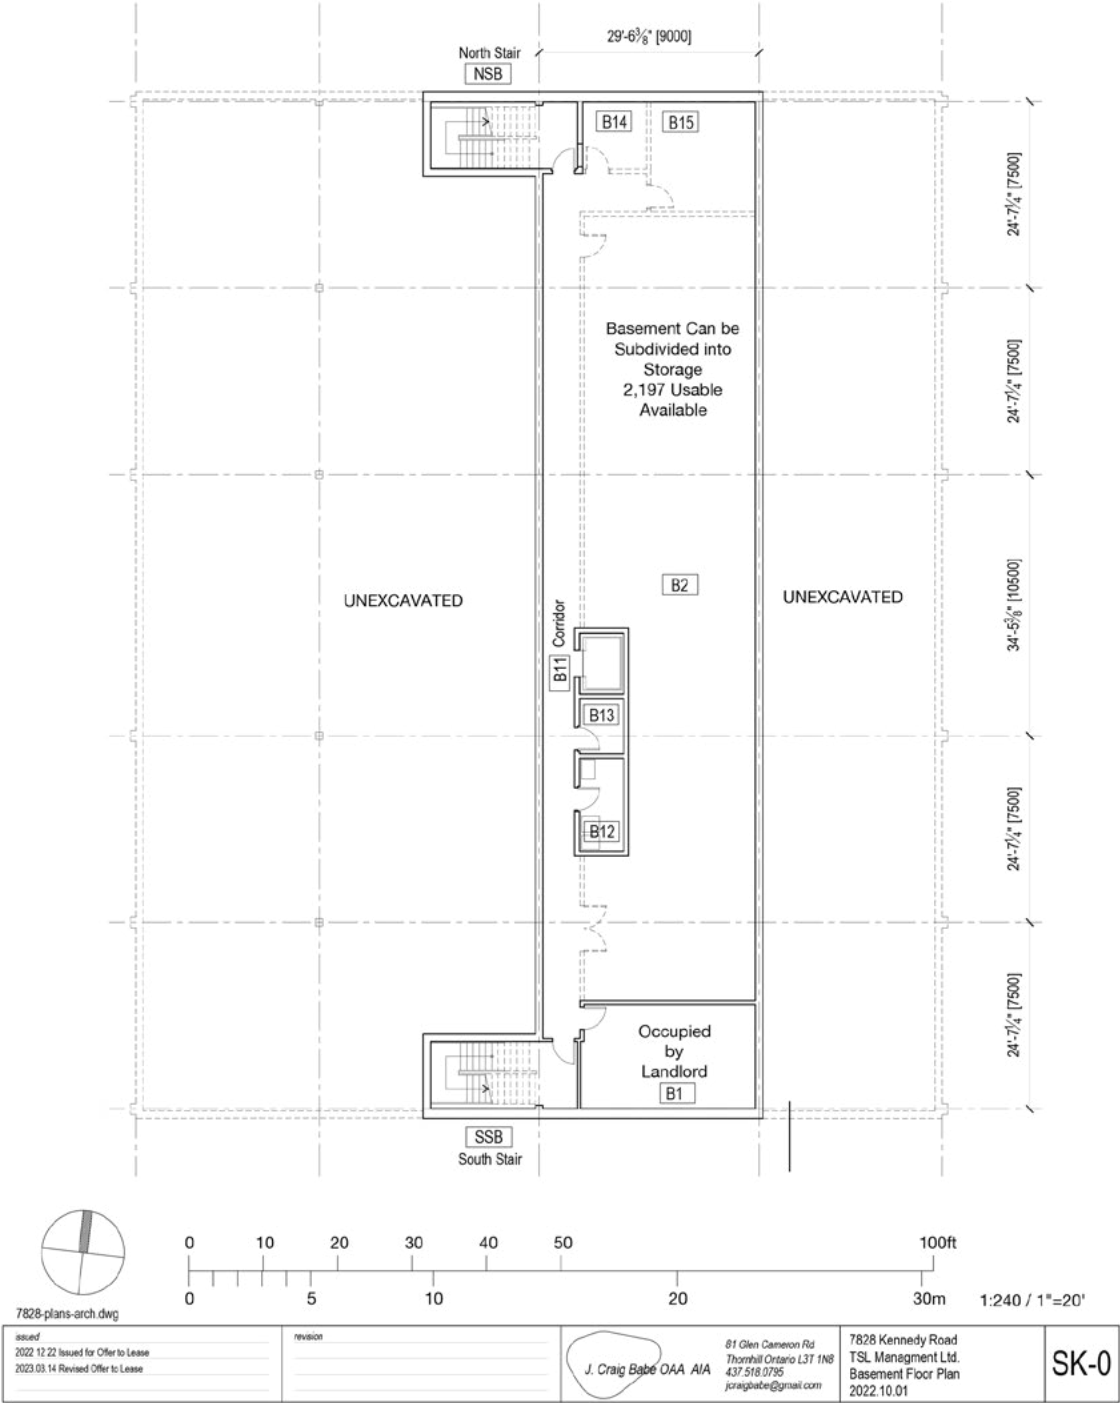 29'-6⅜" [9000]
North Stair
NSB
B14
B15
24'-7¼" [7500]
24'-7¼" [7500]
Basement Can be
Subdivided into
Storage
2,197 Usable
Available
34'-5⅜" [10500]
UNEXCAVATED
B2
UNEXCAVATED
B11 Corridor
B13
B12
24'-7¼" [7500]
24'-7¼" [7500]
Occupied
by
Landlord
B1
SSB
South Stair
0 10 20 30 40 50 100ft
0 5 10 20 30m
1:240 / 1"=20'
7828-plans-arch.dwg
issued
2022 12 22 Issued for Offer to Lease
2023.03.14 Revised Offer to Lease
revision
J. Craig Babe OAA AIA
81 Glen Cameron Rd
Thornhill Ontario L3T 1N8
437.518.0795
jcraigbabe@gmail.com
7828 Kennedy Road
TSL Managment Ltd.
Basement Floor Plan
2022.10.01
SK-0